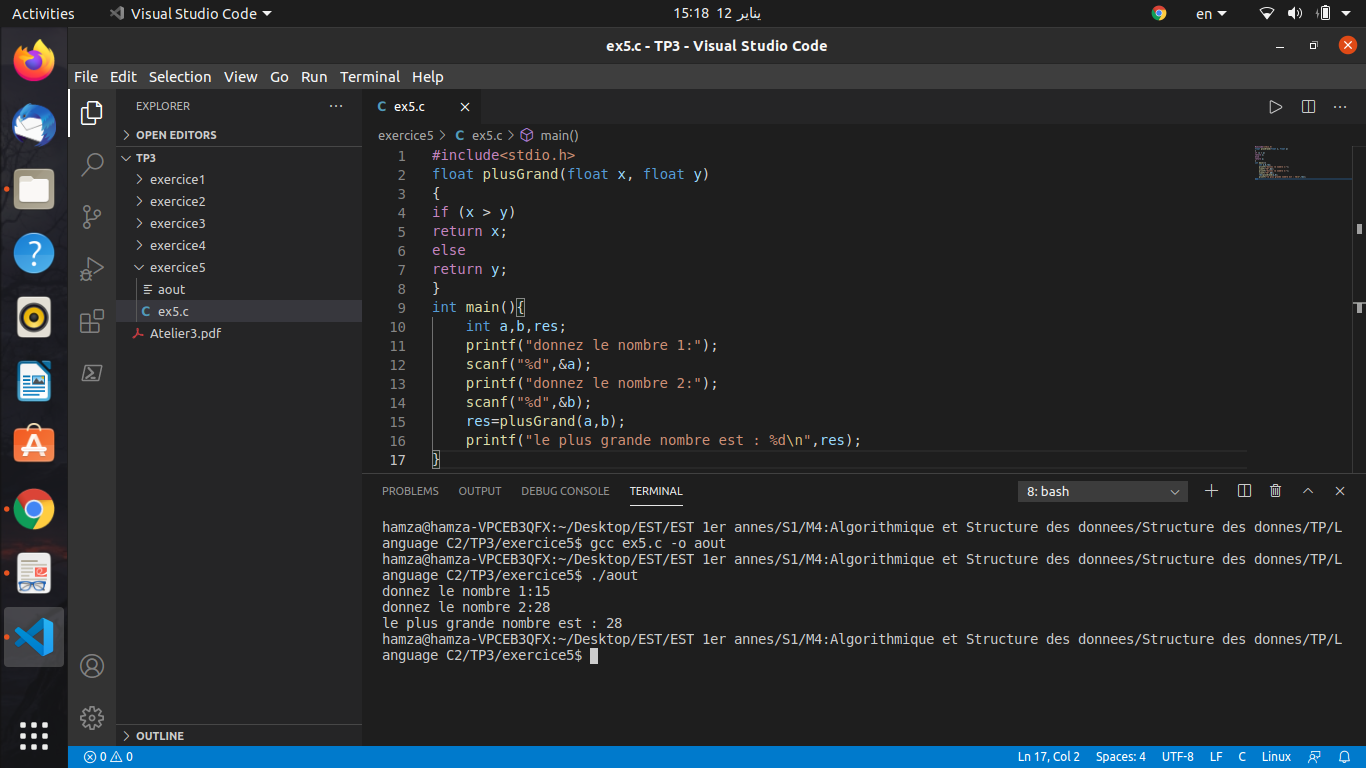 Activities
Visual Studio Code
15:18 12 يناير
en
ex5.c - TP3 - Visual Studio Code
File Edit Selection View Go Run Terminal Help
EXPLORER
OPEN EDITORS
TP3
exercice1
exercice2
exercice3
exercice4
exercice5
aout
C ex5.c
Atelier3.pdf
OUTLINE
C ex5.c
exercice5 > C ex5.c > main()
1 #include<stdio.h>
2 float plusGrand(float x, float y)
3 {
4 if (x > y)
5 return x;
6 else
7 return y;
8 }
9 int main(){
10 int a,b,res;
11 printf("donnez le nombre 1:");
12 scanf("%d",&a);
13 printf("donnez le nombre 2:");
14 scanf("%d",&b);
15 res=plusGrand(a,b);
16 printf("le plus grande nombre est : %d\n",res);
17 }
PROBLEMS OUTPUT DEBUG CONSOLE TERMINAL
8: bash
hamza@hamza-VPCEB3QFX:~/Desktop/EST/EST 1er annes/S1/M4:Algorithmique et Structure des donnees/Structure des donnes/TP/L
anguage C2/TP3/exercice5$ gcc ex5.c -o aout
hamza@hamza-VPCEB3QFX:~/Desktop/EST/EST 1er annes/S1/M4:Algorithmique et Structure des donnees/Structure des donnes/TP/L
anguage C2/TP3/exercice5$ ./aout
donnez le nombre 1:15
donnez le nombre 2:28
le plus grande nombre est : 28
hamza@hamza-VPCEB3QFX:~/Desktop/EST/EST 1er annes/S1/M4:Algorithmique et Structure des donnees/Structure des donnes/TP/L
anguage C2/TP3/exercice5$
0 0
Ln 17, Col 2 Spaces: 4 UTF-8 LF C Linux